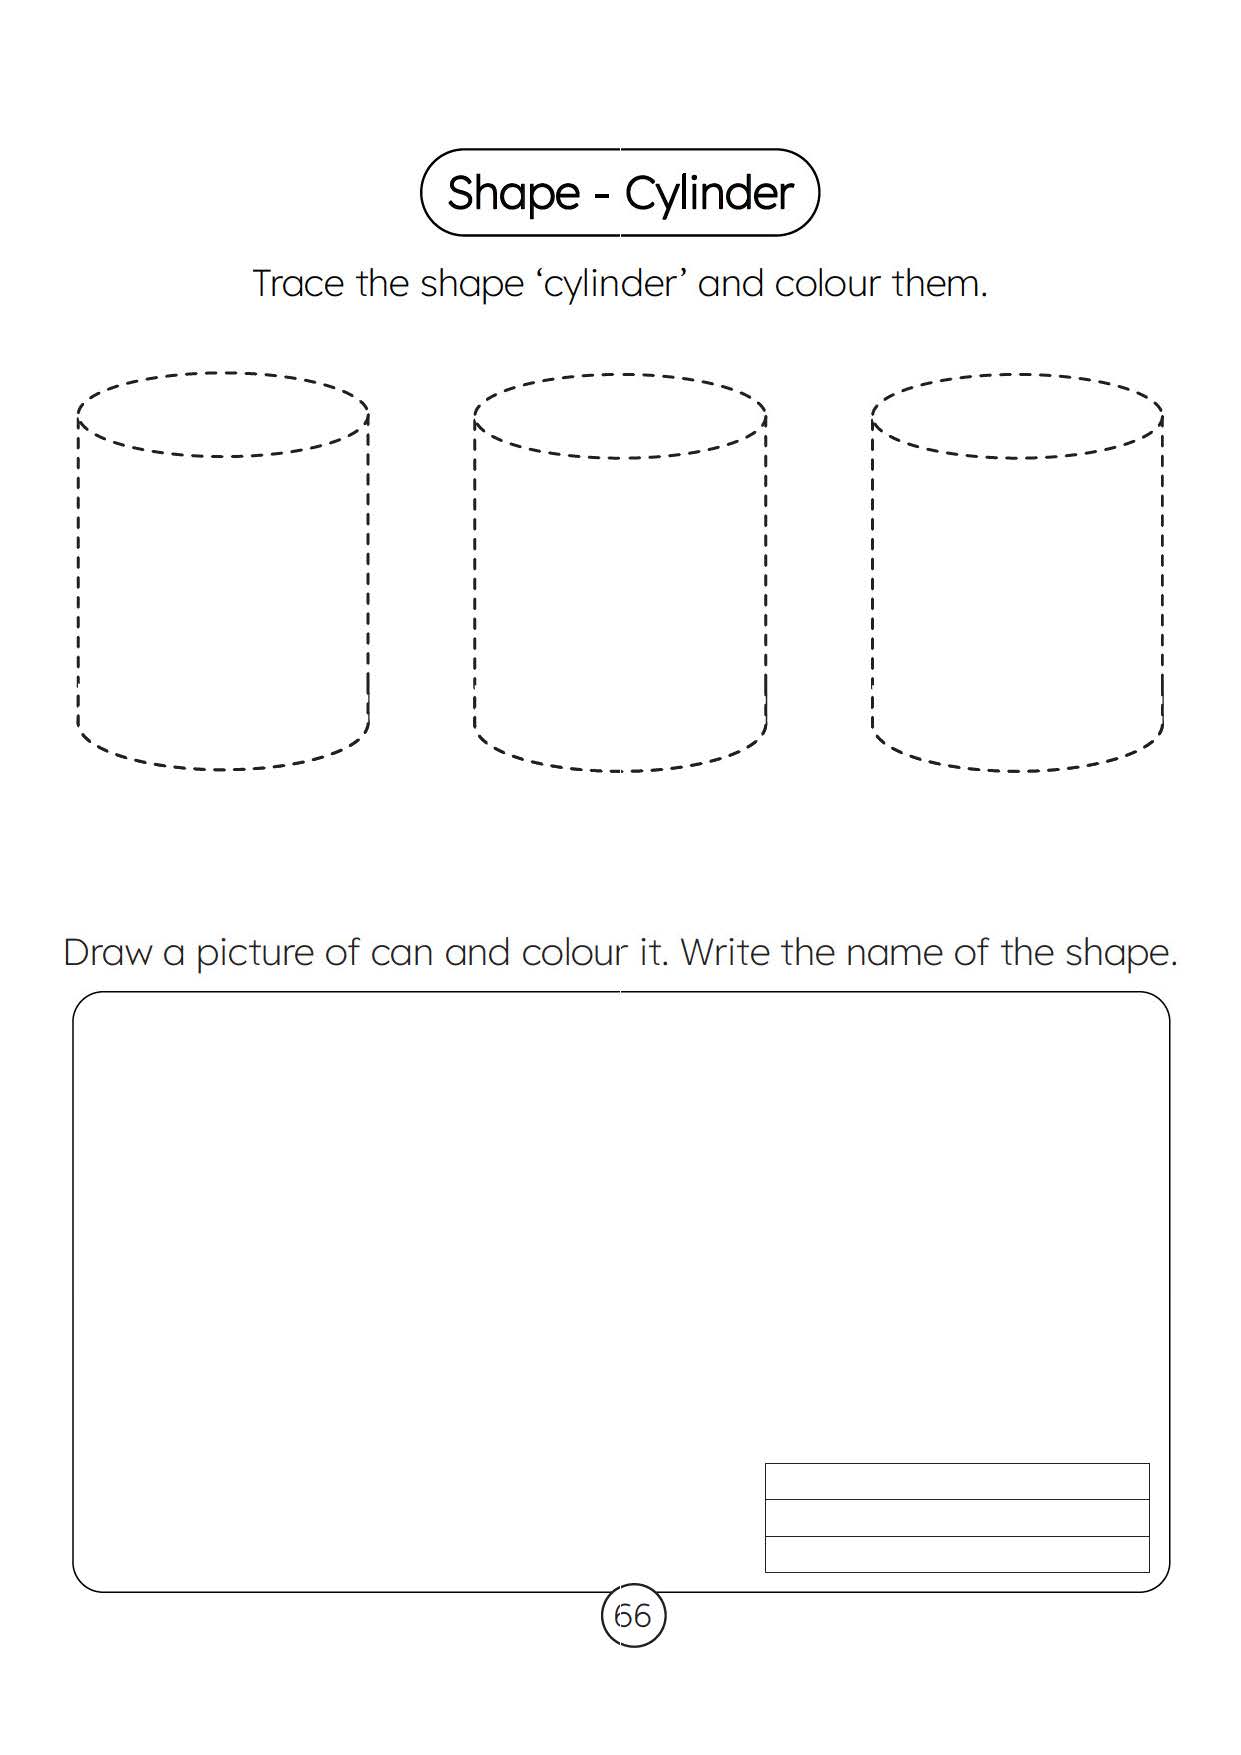 Shape - Cylinder
Trace the shape ‘cylinder’ and colour them.
Draw a picture of can and colour it. Write the name of the shape.
66